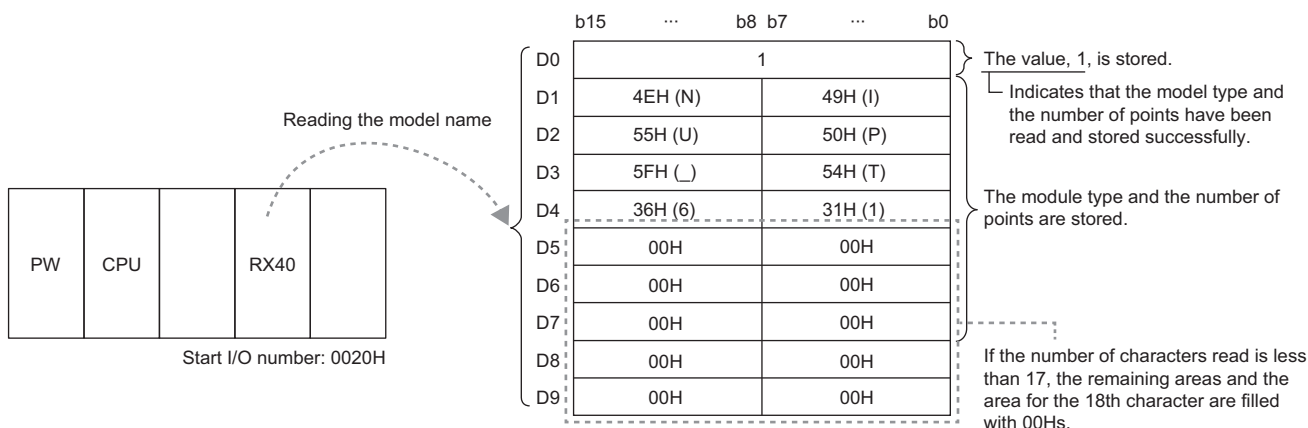 b15 ... b8 b7 ... b0
D0 1
The value, 1, is stored.
Indicates that the model type and
the number of points have been
read and stored successfully.
D1 4EH (N) 49H (I)
Reading the model name
D2 55H (U) 50H (P)
D3 5FH (_) 54H (T)
D4 36H (6) 31H (1)
The module type and the number of
points are stored.
D5 00H 00H
PW CPU RX40
D6 00H 00H
D7 00H 00H
Start I/O number: 0020H
D8 00H 00H
D9 00H 00H
If the number of characters read is less
than 17, the remaining areas and the
area for the 18th character are filled
with 00Hs.